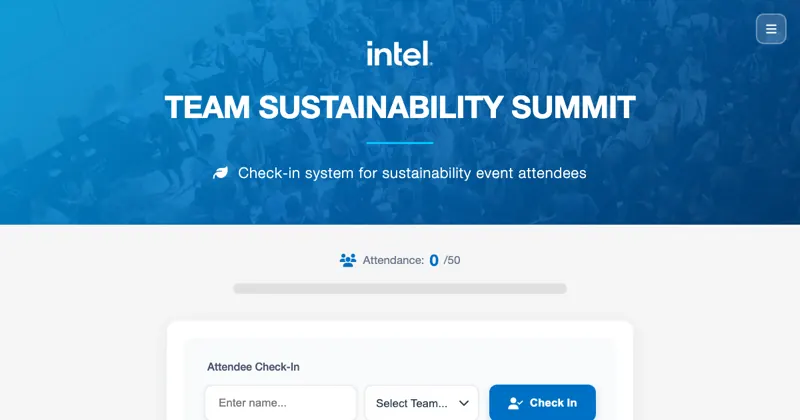 intel.
TEAM SUSTAINABILITY SUMMIT
Check-in system for sustainability event attendees
Attendance: 0 /50
Attendee Check-In
Enter name...
Select Team...
Check In